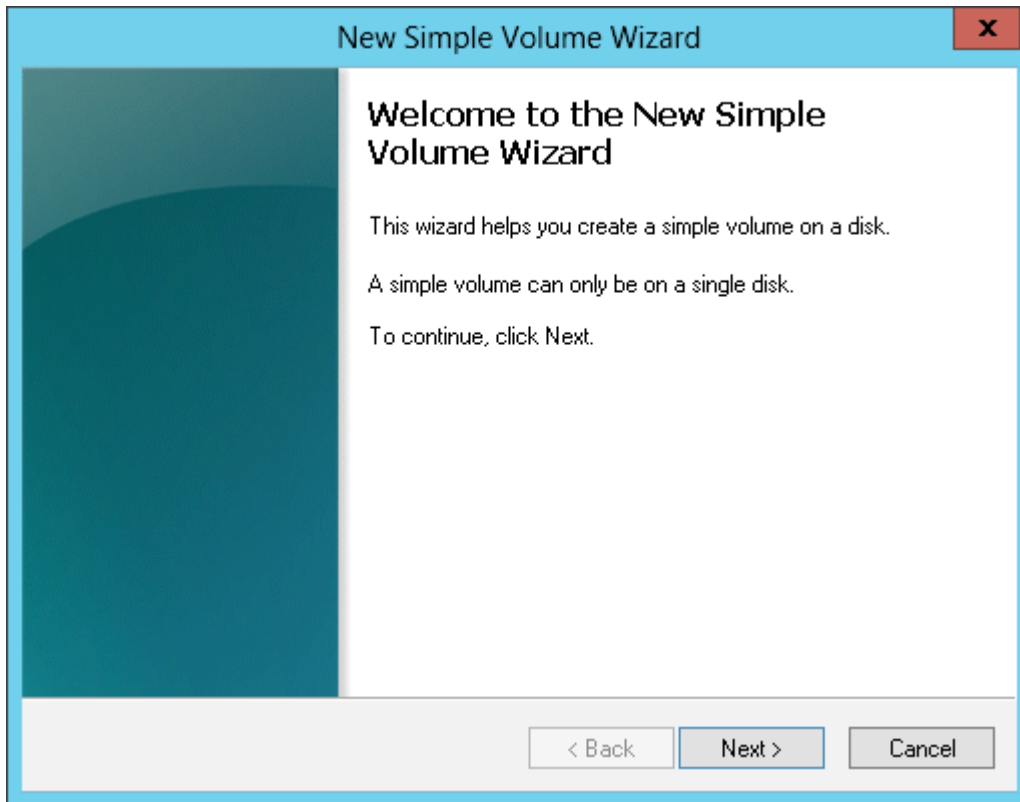 New Simple Volume Wizard
x
Welcome to the New Simple
Volume Wizard
This wizard helps you create a simple volume on a disk.
A simple volume can only be on a single disk.
To continue, click Next.
< Back
Next >
Cancel